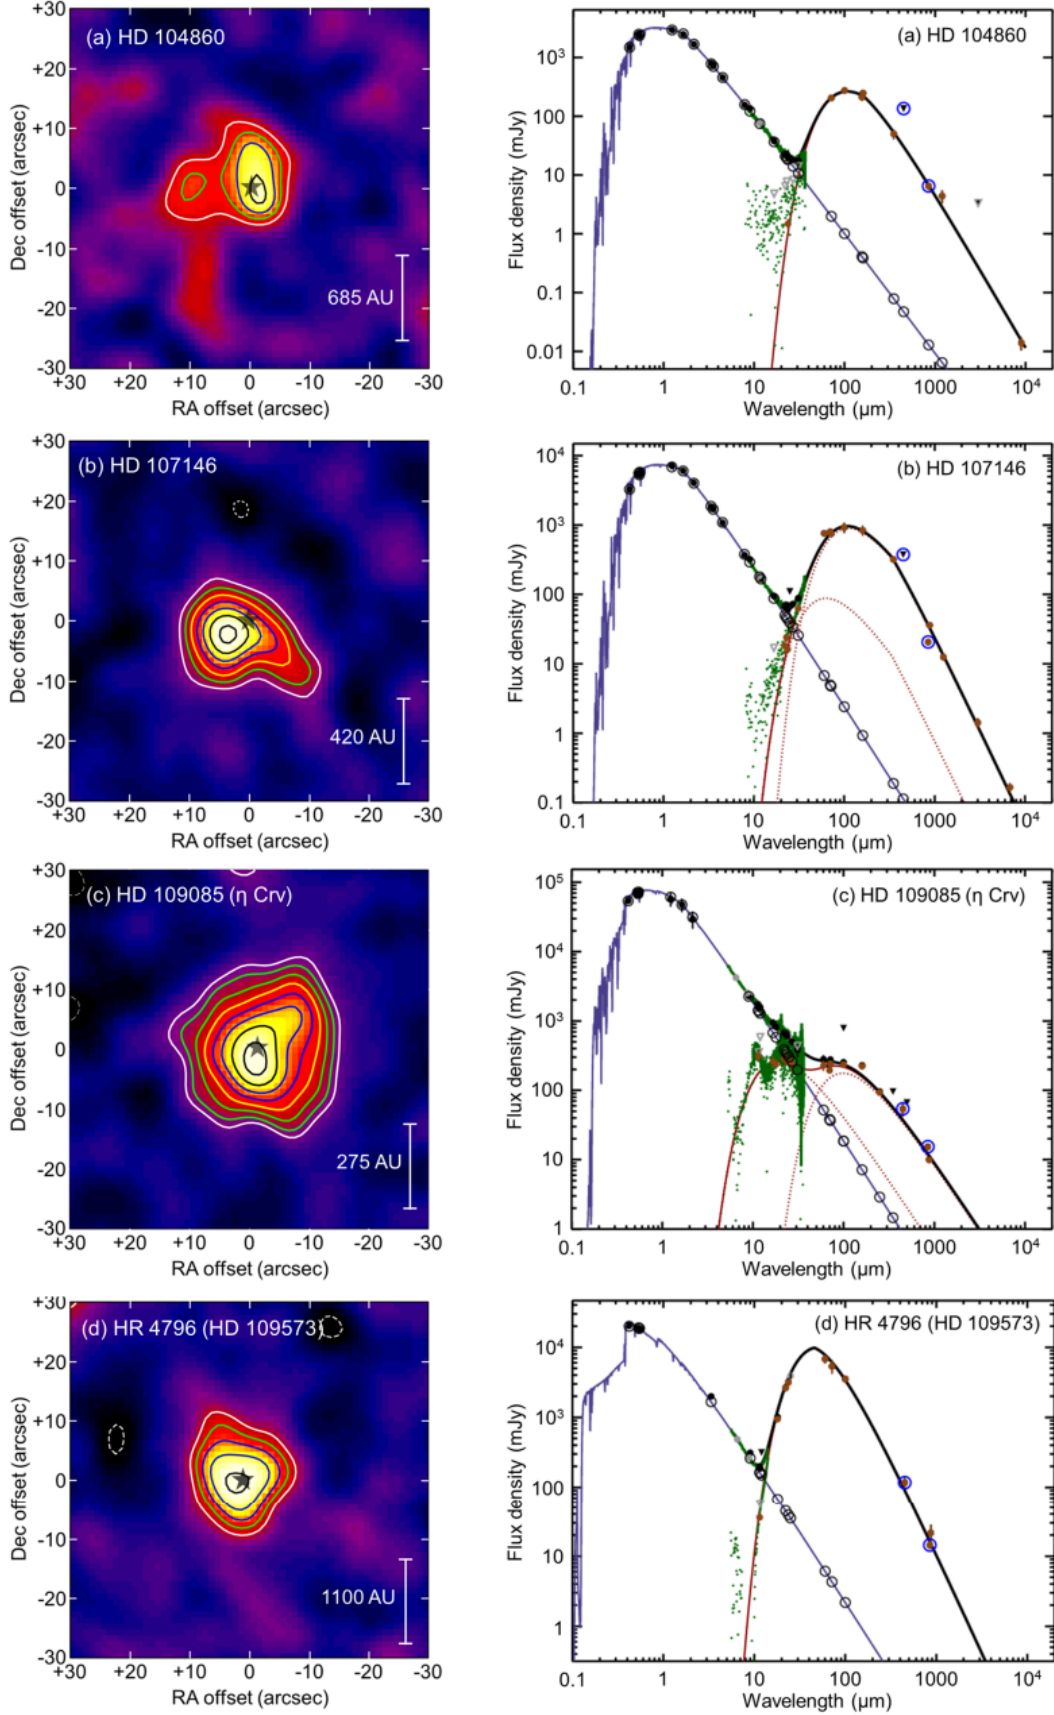 (a) HD 104860
+30
+20
+10
0
-10
-20
-30
Dec offset (arcsec)
685 AU
+30 +20 +10 0 -10 -20 -30
RA offset (arcsec)
(a) HD 104860
10³
100
10
1
0.1
0.01
Flux density (mJy)
0.1 1 10 100 1000 10⁴
Wavelength (µm)
(b) HD 107146
+30
+20
+10
0
-10
-20
-30
Dec offset (arcsec)
420 AU
+30 +20 +10 0 -10 -20 -30
RA offset (arcsec)
(b) HD 107146
10⁴
10³
100
10
1
0.1
Flux density (mJy)
0.1 1 10 100 1000 10⁴
Wavelength (µm)
(c) HD 109085 (η Crv)
+30
+20
+10
0
-10
-20
-30
Dec offset (arcsec)
275 AU
+30 +20 +10 0 -10 -20 -30
RA offset (arcsec)
(c) HD 109085 (η Crv)
10⁵
10⁴
10³
100
10
1
Flux density (mJy)
0.1 1 10 100 1000 10⁴
Wavelength (µm)
(d) HR 4796 (HD 109573)
+30
+20
+10
0
-10
-20
-30
Dec offset (arcsec)
1100 AU
+30 +20 +10 0 -10 -20 -30
RA offset (arcsec)
(d) HR 4796 (HD 109573)
10⁴
10³
100
10
1
Flux density (mJy)
0.1 1 10 100 1000 10⁴
Wavelength (µm)